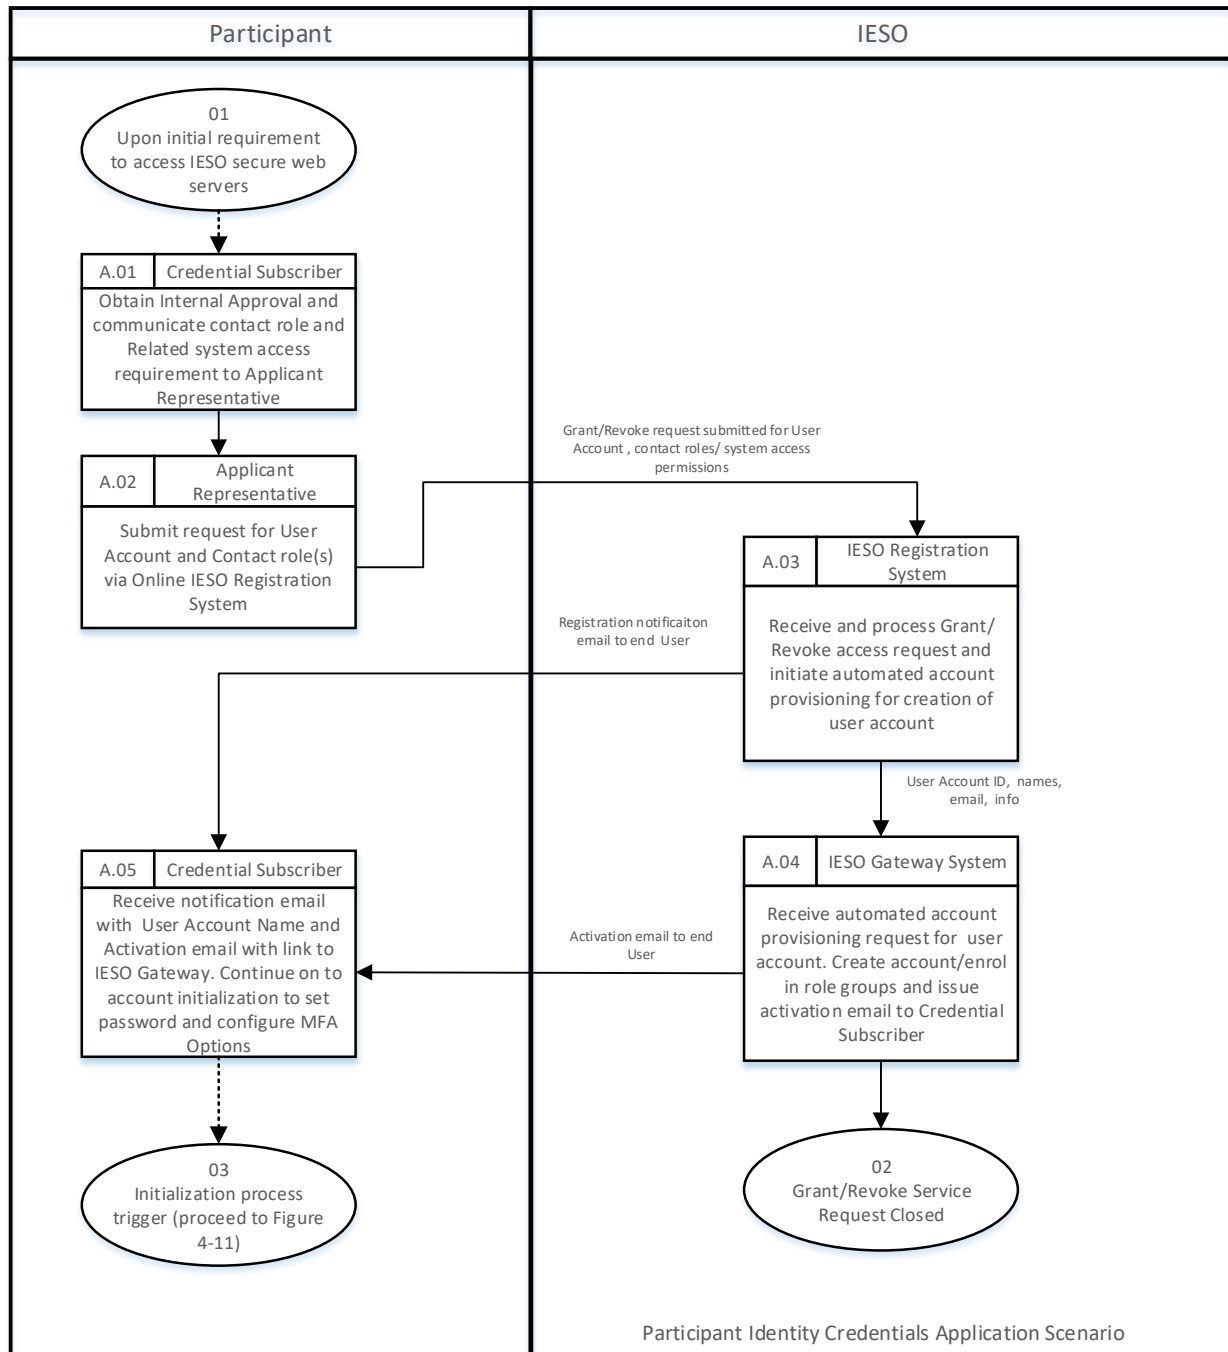 Participant
IESO
01
Upon initial requirement
to access IESO secure web
servers
A.01
Credential Subscriber
Obtain Internal Approval and
communicate contact role and
Related system access
requirement to Applicant
Representative
A.02
Applicant
Representative
Submit request for User
Account and Contact role(s)
via Online IESO Registration
System
Grant/Revoke request submitted for User
Account , contact roles/ system access
permissions
A.03
IESO Registration
System
Receive and process Grant/
Revoke access request and
initiate automated account
provisioning for creation of
user account
Registration notificaiton
email to end User
User Account ID, names,
email, info
A.05
Credential Subscriber
Receive notification email
with User Account Name and
Activation email with link to
IESO Gateway. Continue on to
account initialization to set
password and configure MFA
Options
A.04
IESO Gateway System
Receive automated account
provisioning request for user
account. Create account/enrol
in role groups and issue
activation email to Credential
Subscriber
Activation email to end
User
03
Initialization process
trigger (proceed to Figure
4-11)
02
Grant/Revoke Service
Request Closed
Participant Identity Credentials Application Scenario